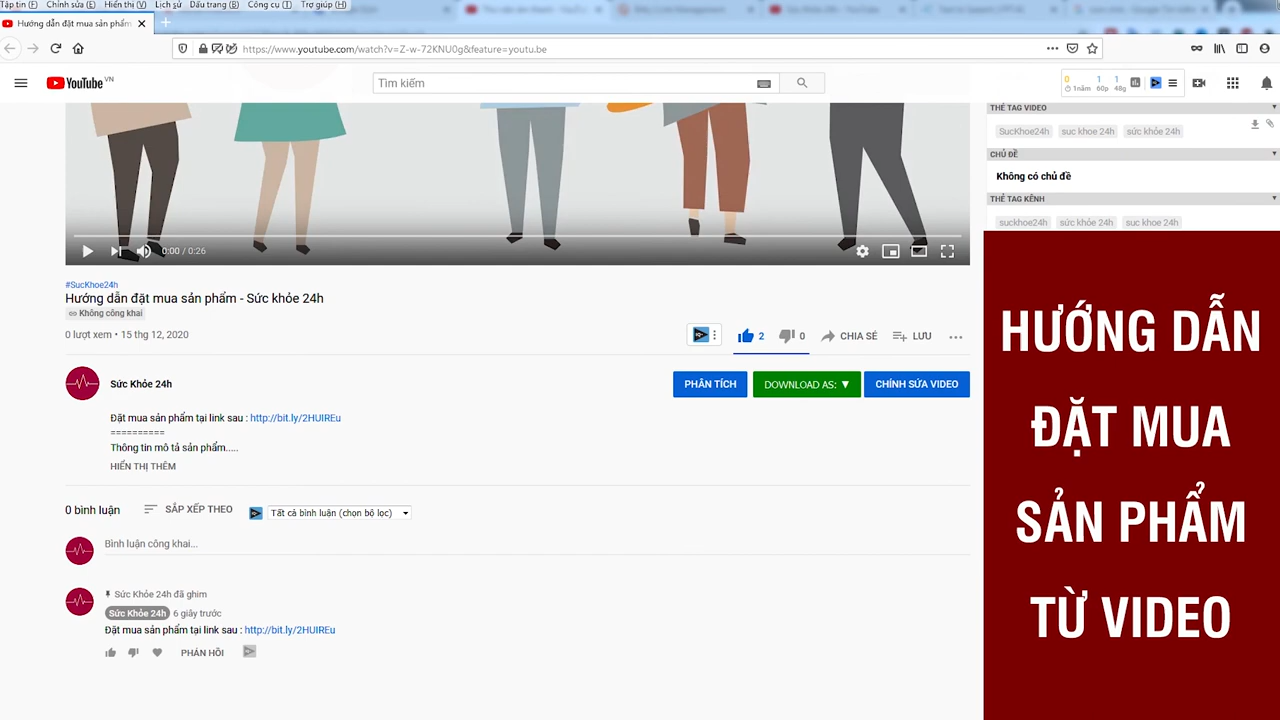 Tập tin (F) Chỉnh sửa (E) Hiển thị (V) Lịch sử Dấu trang (B) Công cụ (T) Trợ giúp (H)
Hướng dẫn đặt mua sản phẩm
https://www.youtube.com/watch?v=Z-w-72KNU0g&feature=youtu.be
YouTube VN
Tìm kiếm
0 1 1
1năm 60p 48g
THẺ TAG VIDEO
SucKhoe24h suc khoe 24h sức khỏe 24h
CHỦ ĐỀ
Không có chủ đề
THẺ TAG KÊNH
suckhoe24h sức khỏe 24h suc khoe 24h
0:00 / 0:26
#SucKhoe24h
Hướng dẫn đặt mua sản phẩm - Sức khỏe 24h
Không công khai
0 lượt xem • 15 thg 12, 2020
2 0 CHIA SẺ LƯU
Sức Khỏe 24h
PHÂN TÍCH DOWNLOAD AS: ▼ CHỈNH SỬA VIDEO
Đặt mua sản phẩm tại link sau : http://bit.ly/2HUIREu
==========
Thông tin mô tả sản phẩm.....
HIỂN THỊ THÊM
0 bình luận SẮP XẾP THEO Tất cả bình luận (chọn bộ lọc)
Bình luận công khai...
Sức Khỏe 24h đã ghim
Sức Khỏe 24h 6 giây trước
Đặt mua sản phẩm tại link sau : http://bit.ly/2HUIREu
PHẢN HỒI
HƯỚNG DẪN
ĐẶT MUA
SẢN PHẨM
TỪ VIDEO